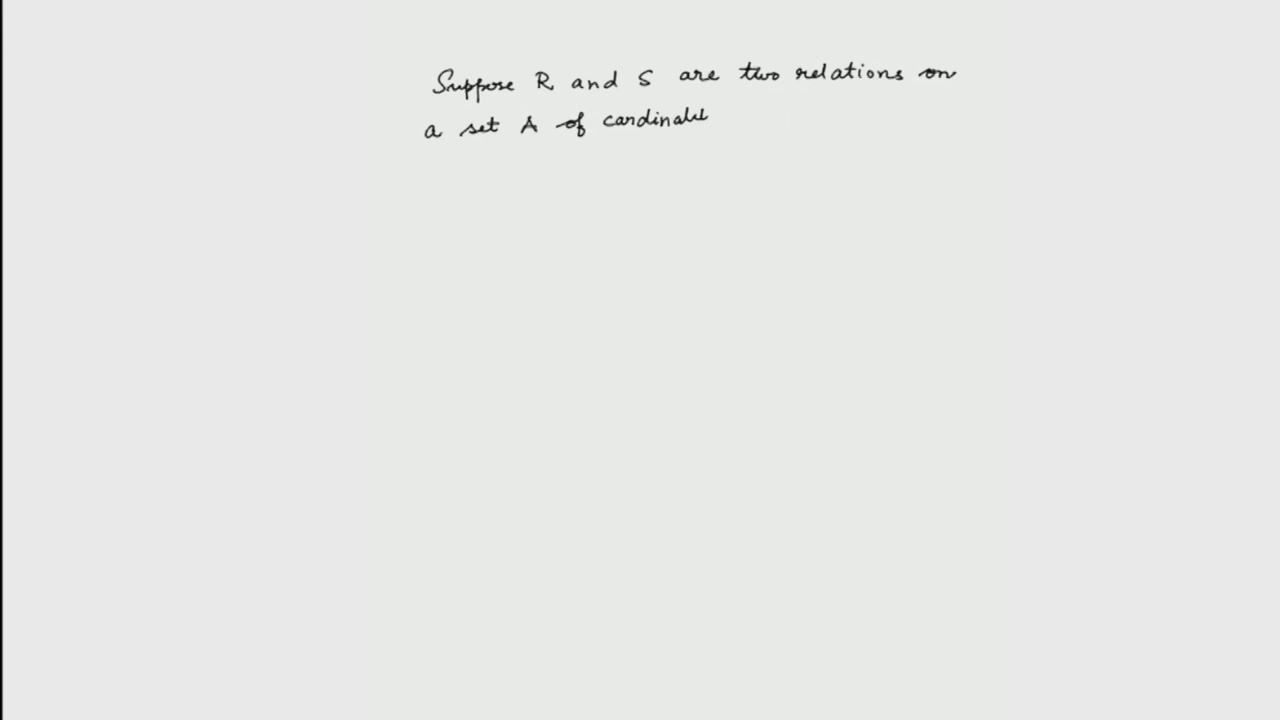 Suppose R and S are two relations on
a set A of cardinalit